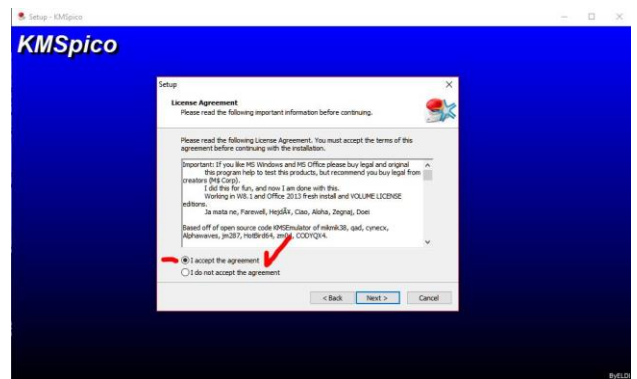 Setup - KMSpico
KMSpico
Setup
License Agreement
Please read the following important information before continuing.
Please read the following License Agreement. You must accept the terms of this
agreement before continuing with the installation.
Important: If you like MS Windows and MS Office please buy legal and original
this program help to test this products, but recommend you buy legal from
creators (M$ Corp).
I did this for fun, and now I am done with this.
Working in W8.1 and Office 2013 fresh install and VOLUME LICENSE
editions.
Ja mata ne, Farewell, Ciao, Aloha, Zegnaj, Doei
Based off of open source code KMSEmulator of mikmik38, qad, cynecx,
Alphawaves, jm287, HotBird64, CODYQX4.
I accept the agreement
I do not accept the agreement
< Back
Next >
Cancel
ByELDI